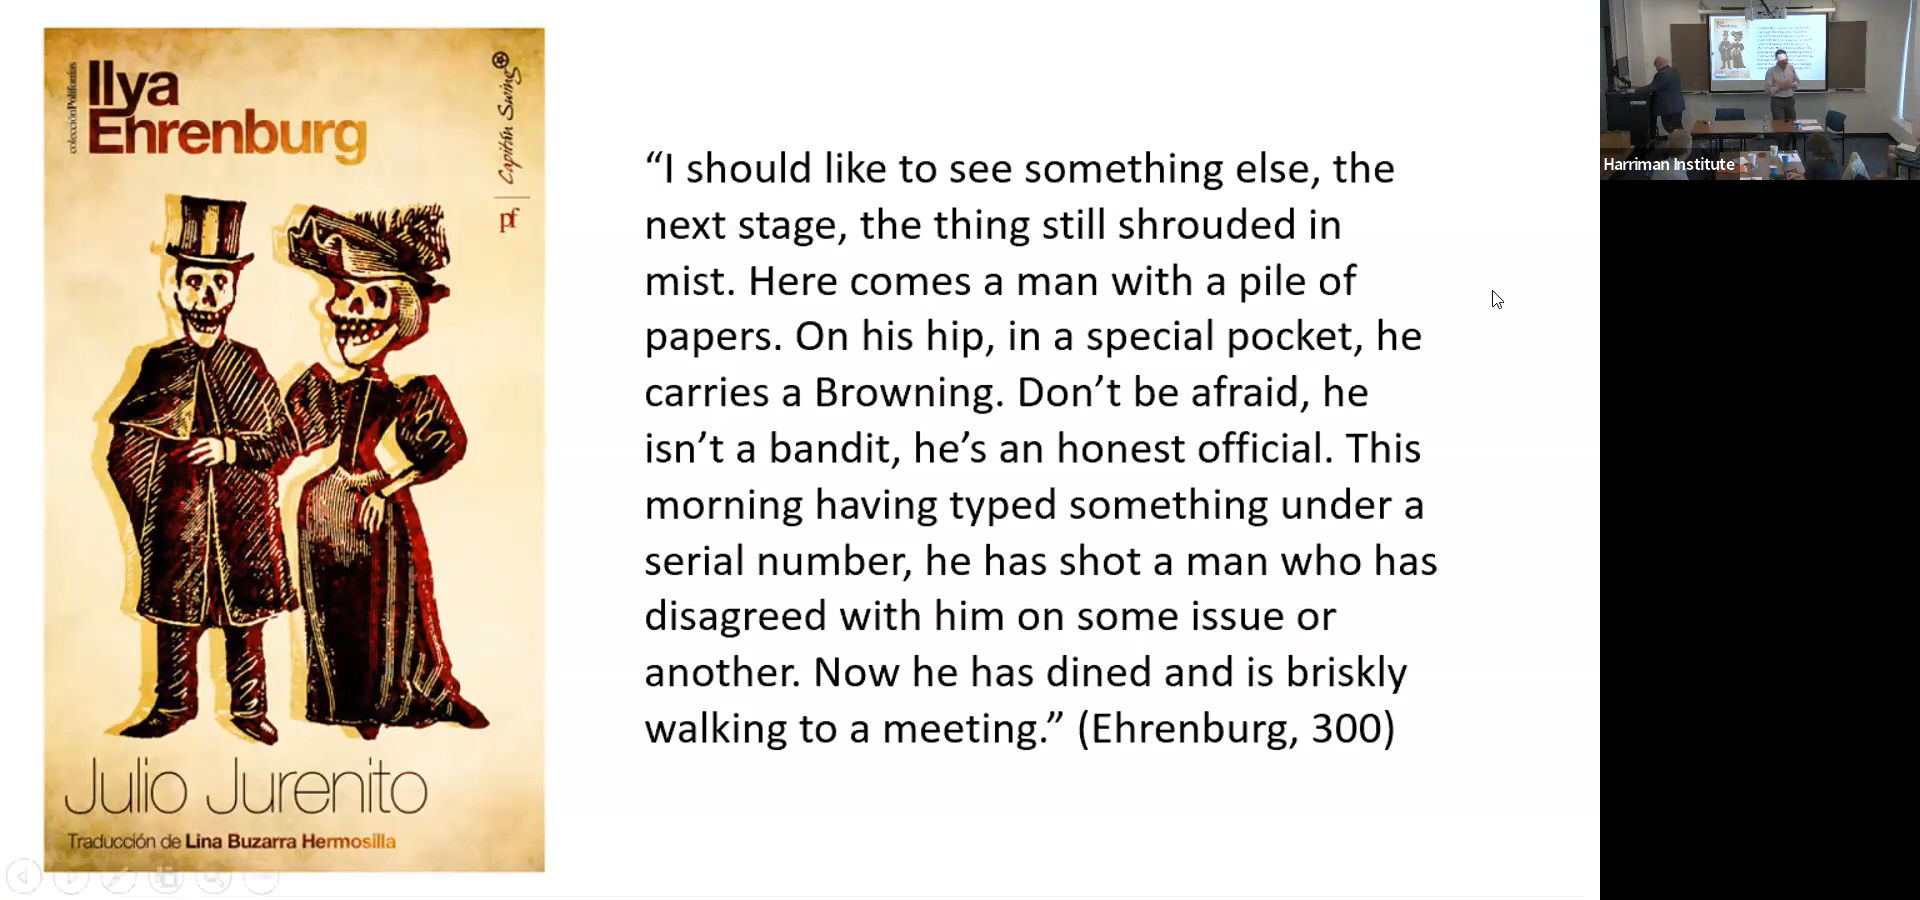 Ilya
Ehrenburg
colecciónPolifonías
Capitán Swing
pf
Julio Jurenito
Traducción de Lina Buzarra Hermosilla
“I should like to see something else, the
next stage, the thing still shrouded in
mist. Here comes a man with a pile of
papers. On his hip, in a special pocket, he
carries a Browning. Don’t be afraid, he
isn’t a bandit, he’s an honest official. This
morning having typed something under a
serial number, he has shot a man who has
disagreed with him on some issue or
another. Now he has dined and is briskly
walking to a meeting.” (Ehrenburg, 300)
Harriman Institute